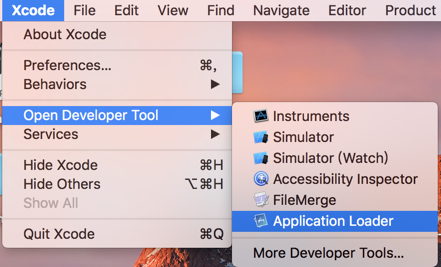 Xcode File Edit View Find Navigate Editor Product
About Xcode
Preferences... ⌘,
Behaviors ▶
Open Developer Tool ▶
Services ▶
Hide Xcode ⌘H
Hide Others ⌥⌘H
Show All
Quit Xcode ⌘Q
Instruments
Simulator
Simulator (Watch)
Accessibility Inspector
FileMerge
Application Loader
More Developer Tools...